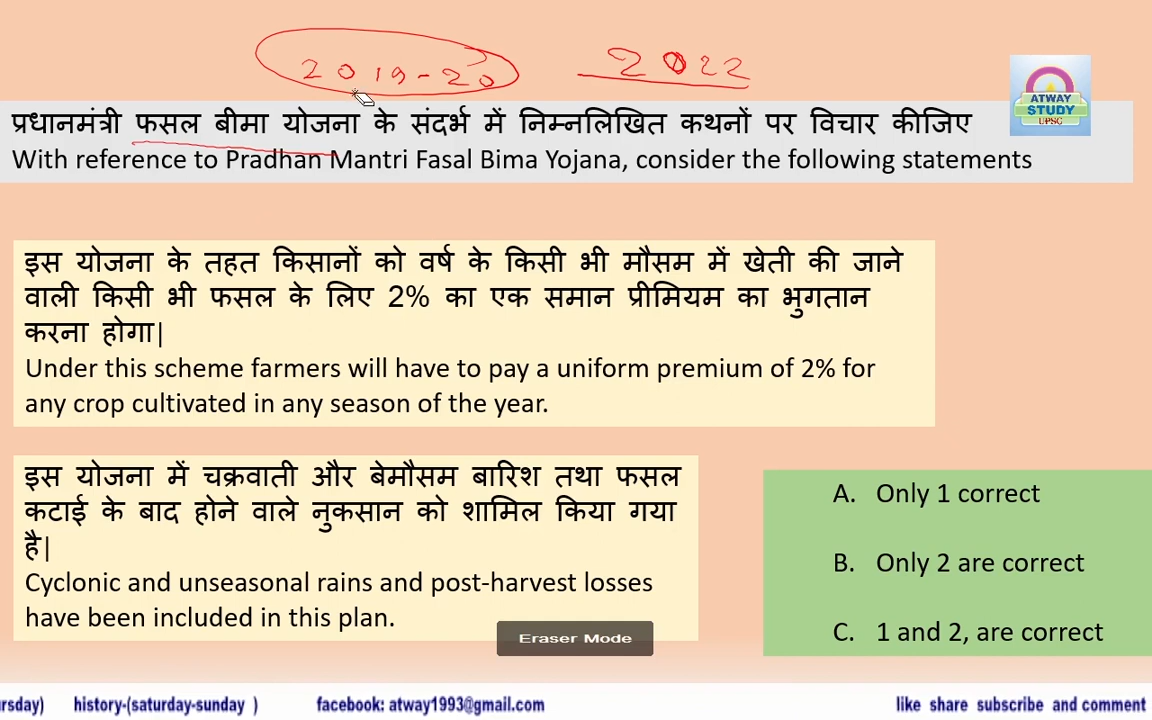 2019-20
2022
ATWAY
STUDY
UPSC
प्रधानमंत्री फसल बीमा योजना के संदर्भ में निम्नलिखित कथनों पर विचार कीजिए
With reference to Pradhan Mantri Fasal Bima Yojana, consider the following statements
इस योजना के तहत किसानों को वर्ष के किसी भी मौसम में खेती की जाने
वाली किसी भी फसल के लिए 2% का एक समान प्रीमियम का भुगतान
करना होगा|
Under this scheme farmers will have to pay a uniform premium of 2% for
any crop cultivated in any season of the year.
इस योजना में चक्रवाती और बेमौसम बारिश तथा फसल
कटाई के बाद होने वाले नुकसान को शामिल किया गया
है|
Cyclonic and unseasonal rains and post-harvest losses
have been included in this plan.
A. Only 1 correct
B. Only 2 are correct
C. 1 and 2, are correct
Eraser Mode
ursday) history-(saturday-sunday ) facebook: atway1993@gmail.com like share subscribe and comment